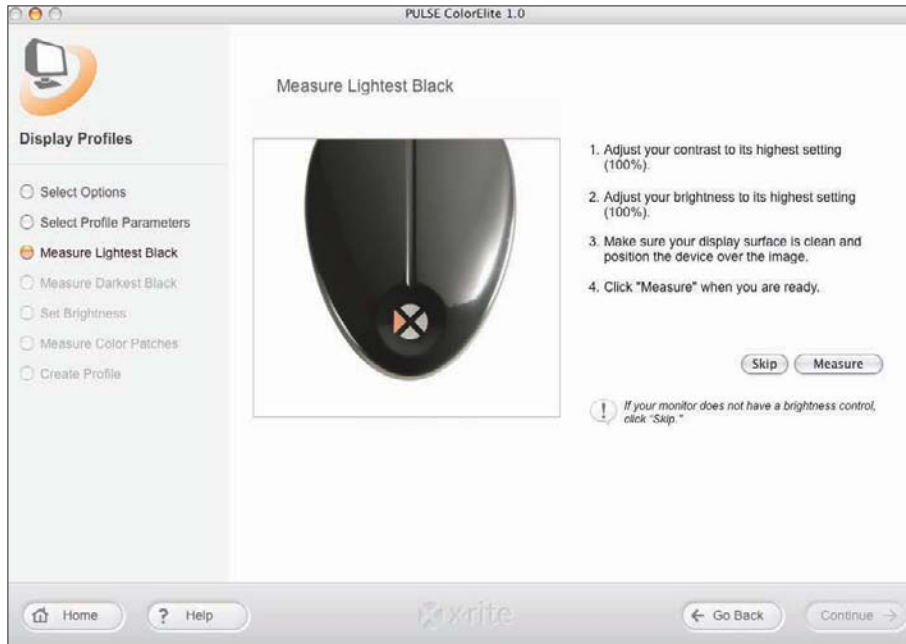 PULSE ColorElite 1.0
Display Profiles
Select Options
Select Profile Parameters
Measure Lightest Black
Measure Darkest Black
Set Brightness
Measure Color Patches
Create Profile
Measure Lightest Black
1. Adjust your contrast to its highest setting
(100%).
2. Adjust your brightness to its highest setting
(100%).
3. Make sure your display surface is clean and
position the device over the image.
4. Click "Measure" when you are ready.
Skip
Measure
! If your monitor does not have a brightness control,
click "Skip."
Home
? Help
x·rite
← Go Back
Continue →